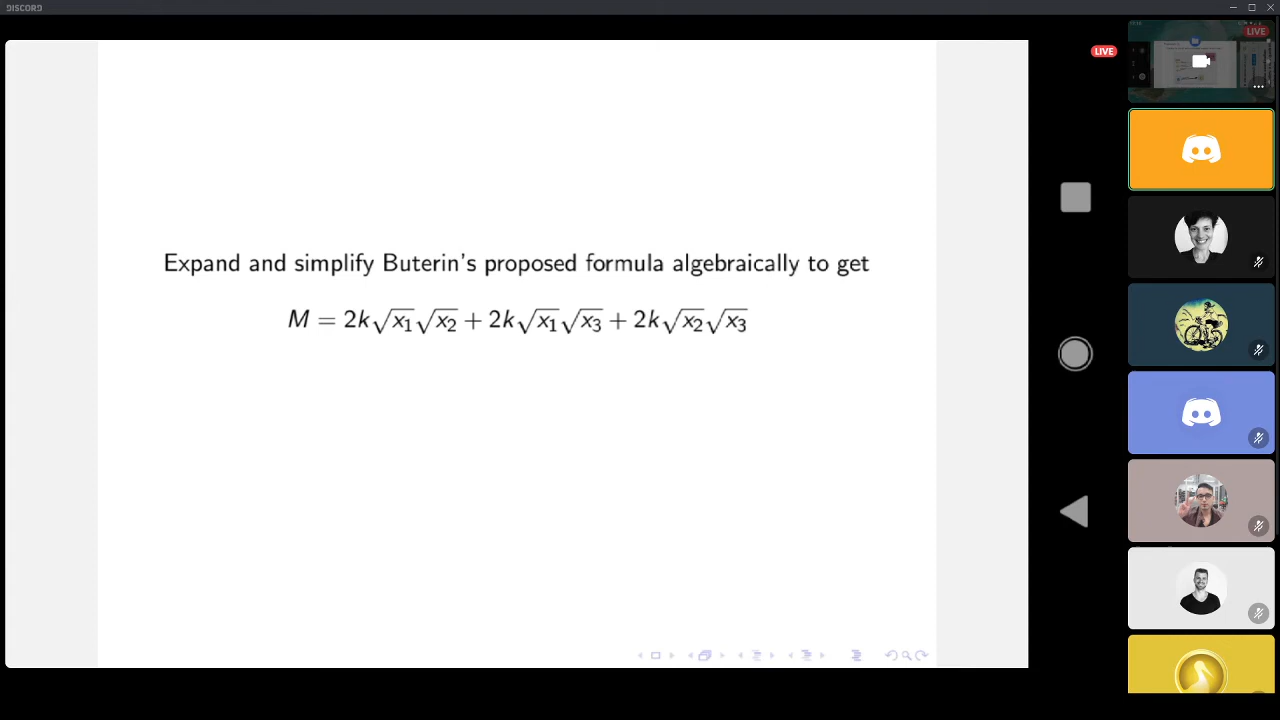 DISCORD
LIVE
LIVE
Expand and simplify Buterin's proposed formula algebraically to get
M = 2k√x₁√x₂ + 2k√x₁√x₃ + 2k√x₂√x₃